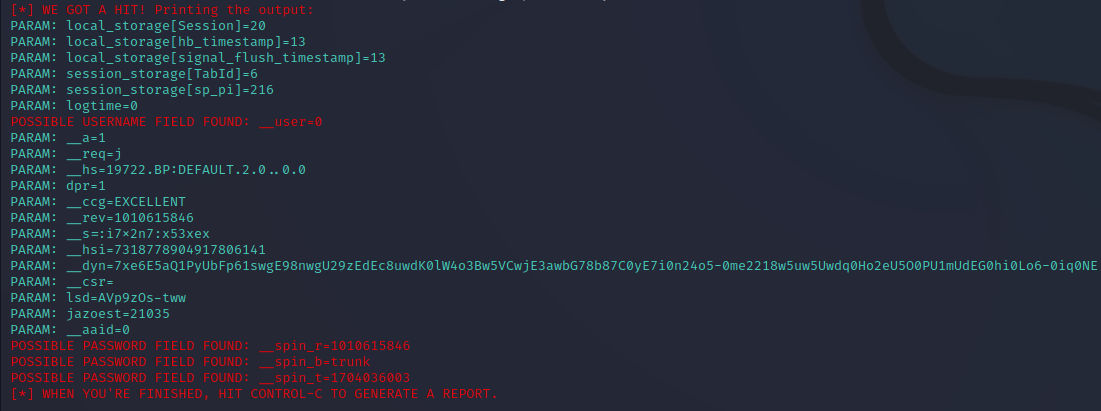 [*] WE GOT A HIT! Printing the output:
PARAM: local_storage[Session]=20
PARAM: local_storage[hb_timestamp]=13
PARAM: local_storage[signal_flush_timestamp]=13
PARAM: session_storage[TabId]=6
PARAM: session_storage[sp_pi]=216
PARAM: logtime=0
POSSIBLE USERNAME FIELD FOUND: __user=0
PARAM: __a=1
PARAM: __req=j
PARAM: __hs=19722.BP:DEFAULT.2.0..0.0
PARAM: dpr=1
PARAM: __ccg=EXCELLENT
PARAM: __rev=1010615846
PARAM: __s=:i7×2n7:x53xex
PARAM: __hsi=7318778904917806141
PARAM: __dyn=7xe6E5aQ1PyUbFp61swgE98nwgU29zEdEc8uwdK0lW4o3Bw5VCwjE3awbG78b87C0yE7i0n24o5-0me2218w5uw5Uwdq0Ho2eU5O0PU1mUdEG0hi0Lo6-0iq0NE
PARAM: __csr=
PARAM: lsd=AVp9zOs-tww
PARAM: jazoest=21035
PARAM: __aaid=0
POSSIBLE PASSWORD FIELD FOUND: __spin_r=1010615846
POSSIBLE PASSWORD FIELD FOUND: __spin_b=trunk
POSSIBLE PASSWORD FIELD FOUND: __spin_t=1704036003
[*] WHEN YOU'RE FINISHED, HIT CONTROL-C TO GENERATE A REPORT.